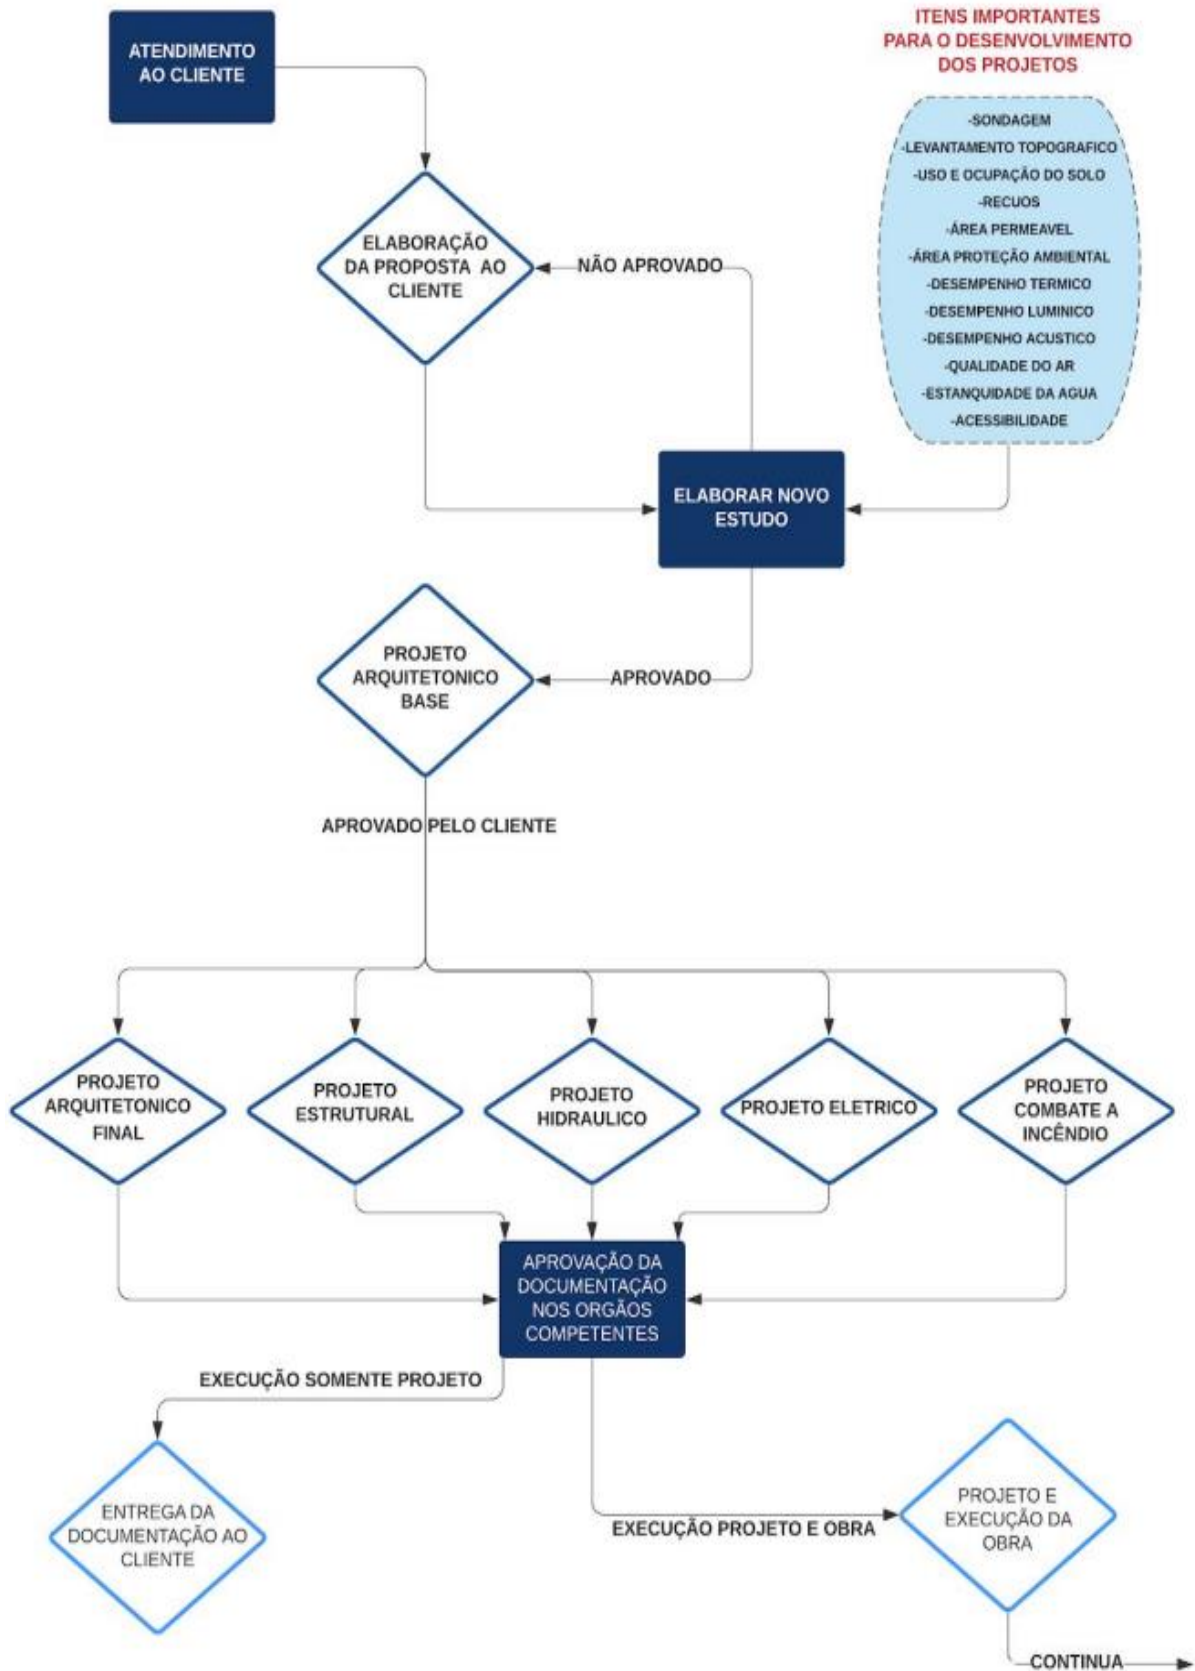 ATENDIMENTO
AO CLIENTE
ITENS IMPORTANTES
PARA O DESENVOLVIMENTO
DOS PROJETOS
-SONDAGEM
-LEVANTAMENTO TOPOGRAFICO
-USO E OCUPAÇÃO DO SOLO
-RECUOS
-ÁREA PERMEAVEL
-ÁREA PROTEÇÃO AMBIENTAL
-DESEMPENHO TERMICO
-DESEMPENHO LUMINICO
-DESEMPENHO ACUSTICO
-QUALIDADE DO AR
-ESTANQUIDADE DA AGUA
-ACESSIBILIDADE
ELABORAÇÃO
DA PROPOSTA AO
CLIENTE
NÃO APROVADO
ELABORAR NOVO
ESTUDO
PROJETO
ARQUITETONICO
BASE
APROVADO
APROVADO PELO CLIENTE
PROJETO
ARQUITETONICO
FINAL
PROJETO
ESTRUTURAL
PROJETO
HIDRAULICO
PROJETO ELETRICO
PROJETO
COMBATE A
INCÊNDIO
APROVAÇÃO DA
DOCUMENTAÇÃO
NOS ORGÃOS
COMPETENTES
EXECUÇÃO SOMENTE PROJETO
ENTREGA DA
DOCUMENTAÇÃO AO
CLIENTE
EXECUÇÃO PROJETO E OBRA
PROJETO E
EXECUÇÃO DA
OBRA
CONTINUA